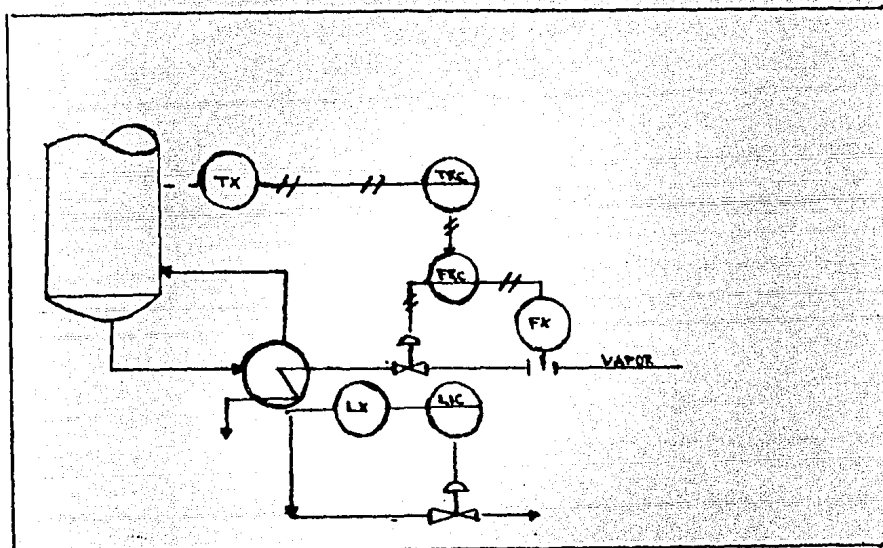 TX
TRC
FRC
FX
VAPOR
LX
LIC